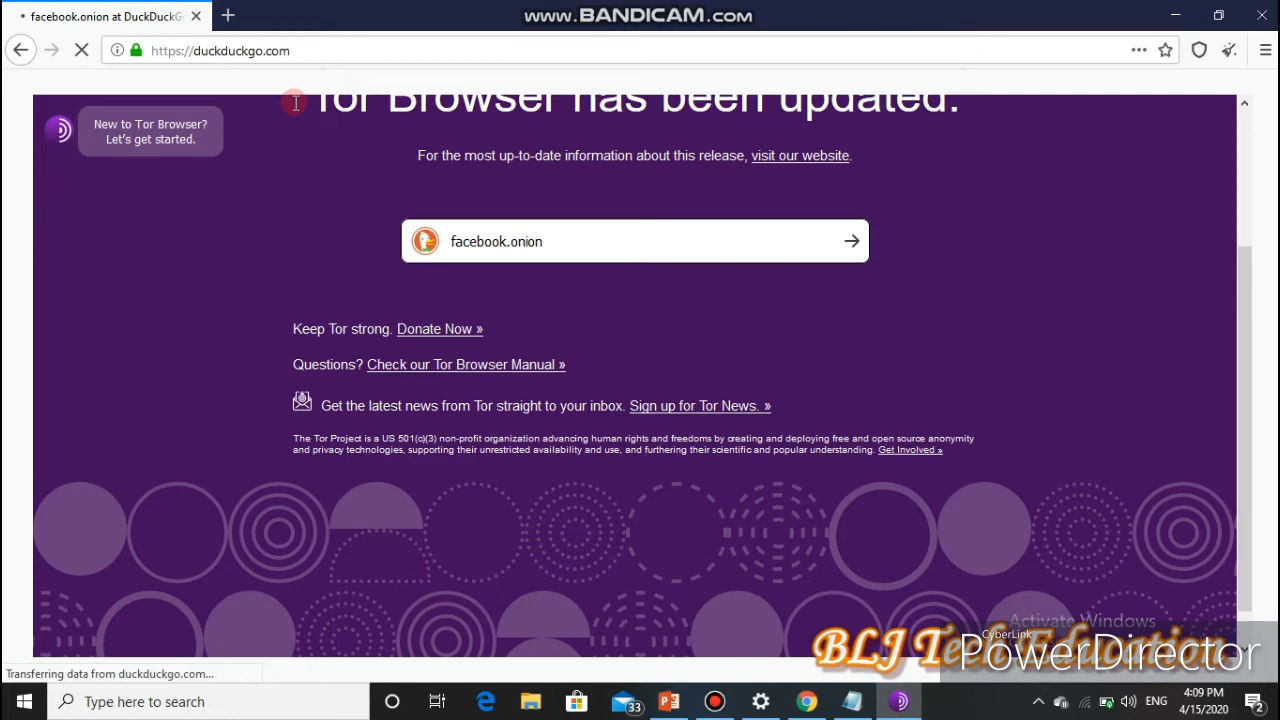 facebook.onion at DuckDuckG
www.BANDICAM.com
https://duckduckgo.com
Tor Browser has been updated.
New to Tor Browser?
Let's get started.
For the most up-to-date information about this release, visit our website.
facebook.onion
Keep Tor strong. Donate Now »
Questions? Check our Tor Browser Manual »
Get the latest news from Tor straight to your inbox. Sign up for Tor News. »
The Tor Project is a US 501(c)(3) non-profit organization advancing human rights and freedoms by creating and deploying free and open source anonymity
and privacy technologies, supporting their unrestricted availability and use, and furthering their scientific and popular understanding. Get Involved »
Activate Windows
BLJ Tech Education
CyberLink
PowerDirector
Transferring data from duckduckgo.com...
Type here to search
33
ENG
4:09 PM
4/15/2020
2